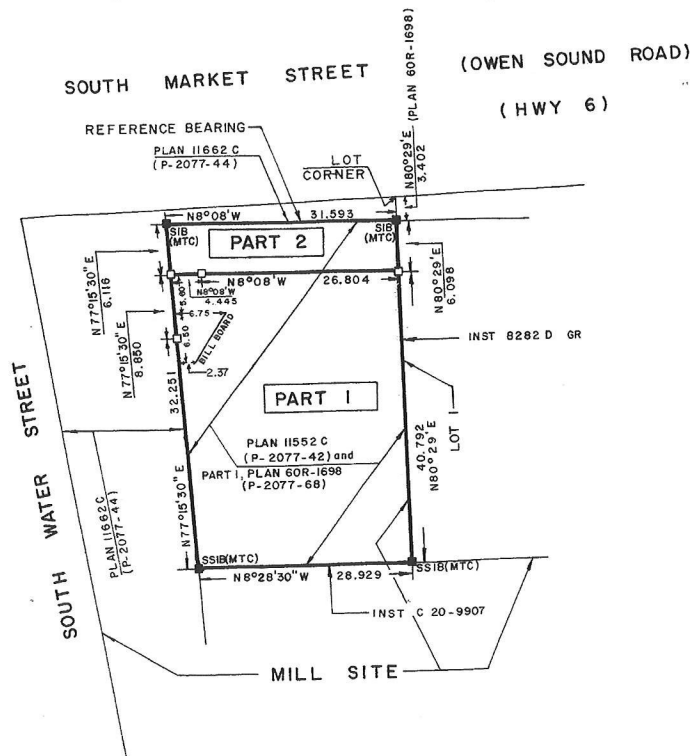 SOUTH MARKET STREET
(OWEN SOUND ROAD)
(HWY 6)
REFERENCE BEARING
PLAN 11662 C
(P-2077-44)
LOT
CORNER
N80°29'E (PLAN 60R-1698)
3.402
N8°08'W 31.593
SIB
(MTC)
PART 2
SIB
(MTC)
N77°15'30"E
6.116
N8°08'W 26.804
N8°08'W
4.445
N80°29'E
6.098
5.80
6.75
6.50
BILL BOARD
2.37
N77°15'30"E
8.850
INST 8282 D GR
32.251
N77°15'30"E
PART 1
PLAN 11552 C
(P-2077-42) and
PART 1, PLAN 60R-1698
(P-2077-68)
40.792
N80°29'E
LOT 1
SOUTH WATER STREET
PLAN 11662 C
(P-2077-44)
SSIB(MTC)
SSIB(MTC)
N8°28'30"W 28.929
INST C 20-9907
MILL SITE